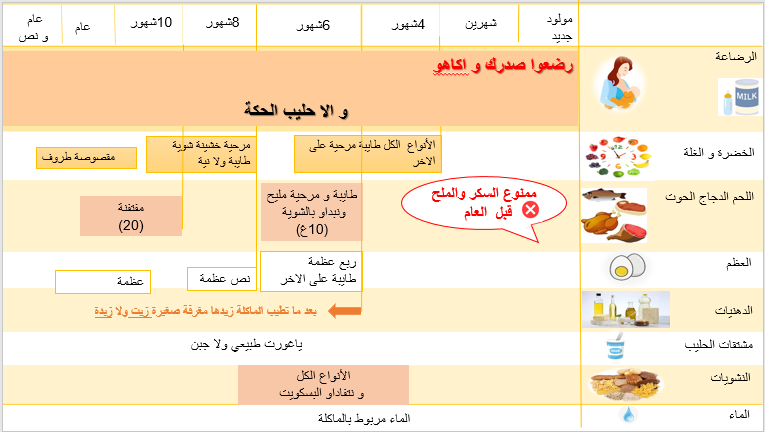 مولود جديد
شهرين
4شهور
6شهور
8شهور
10شهور
عام
عام و نص
الرضاعة
رضعوا صدرك و اكاهو
و الا حليب الحكة
MILK
الخضرة و الغلة
الأنواع الكل طايبة مرحية على الاخر
مرحية خشينة شوية طايبة ولا نية
مقصوصة طروف
اللحم الدجاج الحوت
ممنوع السكر والملح
قبل العام
طايبة و مرحية مليح
ونبداو بالشوية
(10غ)
مفتفتة
(20)
العظم
ربع عظمة
طايبة على الاخر
نص عظمة
عظمة
الدهنيات
بعد ما تطيب الماكلة زيدها مغرفة صغيرة زيت ولا زبدة
مشتقات الحليب
ياغورت طبيعي ولا جبن
النشويات
الأنواع الكل
و نتفاداو البسكويت
الماء
الماء مربوط بالماكلة